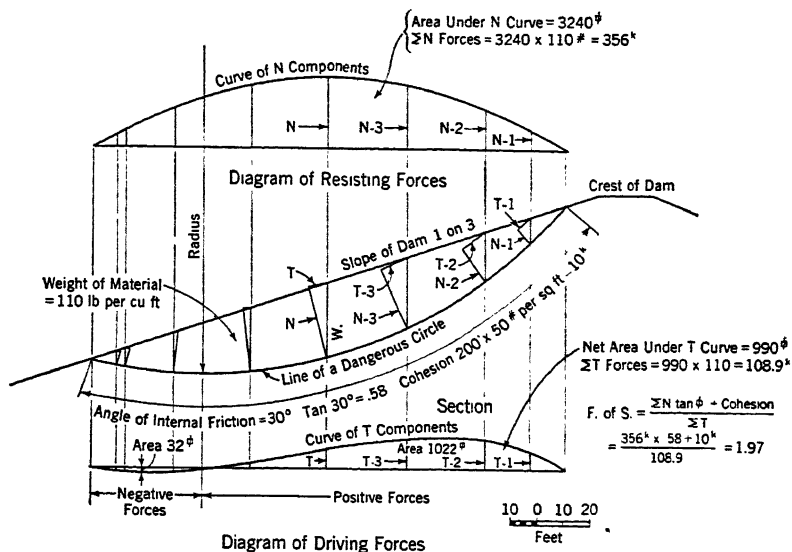 Area Under N Curve = 3240ᶲ
ΣN Forces = 3240 x 110# = 356ᵏ
Curve of N Components
N
N-3
N-2
N-1
Diagram of Resisting Forces
Crest of Dam
Radius
Slope of Dam 1 on 3
T-1
N-1
T-2
N-2
T
T-3
N
W.
N-3
Weight of Material
= 110 lb per cu ft
Line of a Dangerous Circle
Angle of Internal Friction = 30° Tan 30° = .58 Cohesion 200' x 50# per sq ft - 10ᵏ
Section
Net Area Under T Curve = 990ᶲ
ΣT Forces = 990 x 110 = 108.9ᵏ
F. of S. = ΣN tan ϕ + Cohesion
ΣT
= 356ᵏ x 58 + 10ᵏ
108.9
= 1.97
Curve of T Components
Area 32ᶲ
Area 1022ᶲ
T
T-3
T-2
T-1
Negative
Forces
Positive Forces
10 0 10 20
Feet
Diagram of Driving Forces